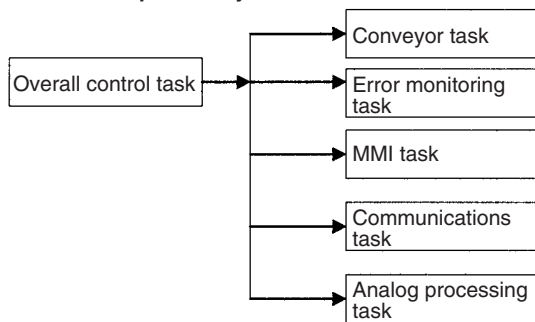 Overall control task
Conveyor task
Error monitoring
task
MMI task
Communications
task
Analog processing
task